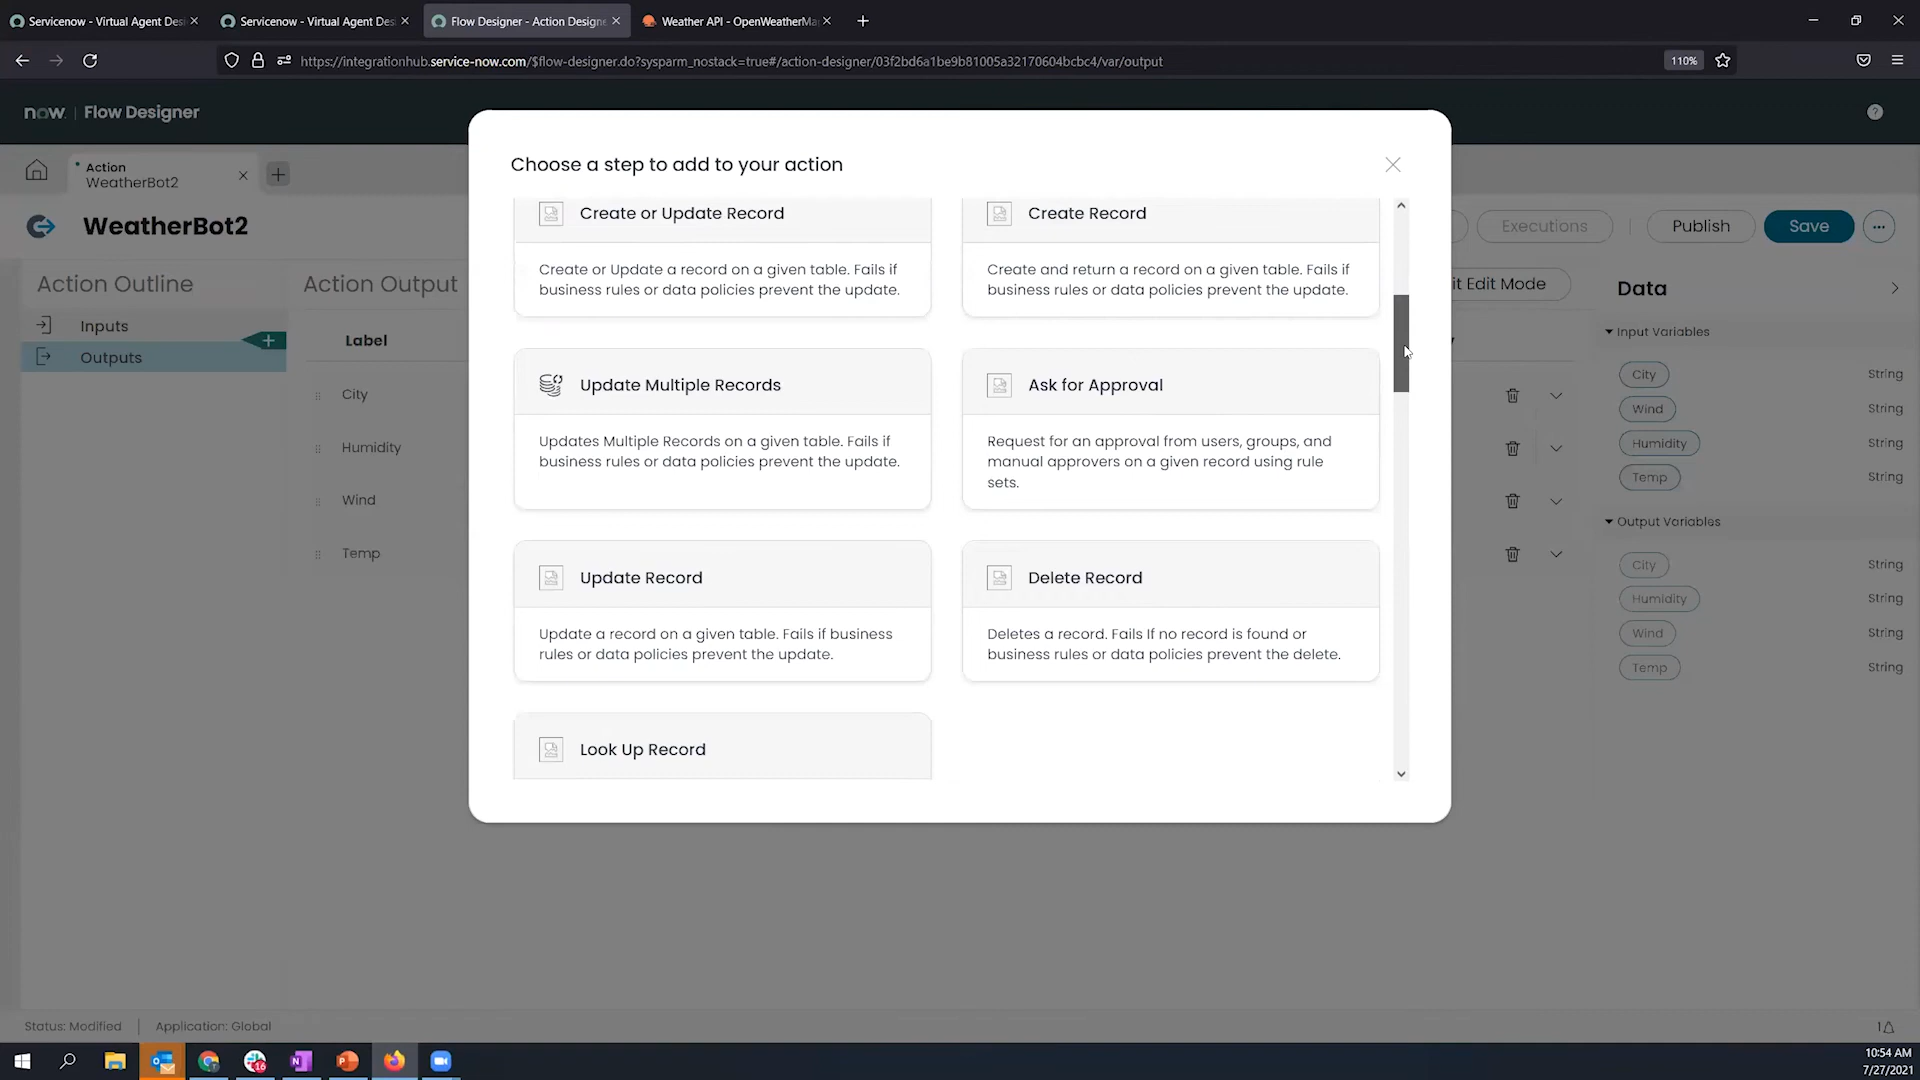 Servicenow - Virtual Agent Des
Servicenow - Virtual Agent Des
Flow Designer - Action Designe
Weather API - OpenWeatherMa
https://integrationhub.service-now.com/$flow-designer.do?sysparm_nostack=true#/action-designer/03f2bd6a1be9b81005a32170604bcbc4/var/output
110%
now. | Flow Designer
Action
WeatherBot2
WeatherBot2
Executions
Publish
Save
Action Outline
Inputs
Outputs
Action Output
it Edit Mode
Label
City
Humidity
Wind
Temp
Choose a step to add to your action
Create or Update Record
Create or Update a record on a given table. Fails if
business rules or data policies prevent the update.
Create Record
Create and return a record on a given table. Fails if
business rules or data policies prevent the update.
Update Multiple Records
Updates Multiple Records on a given table. Fails if
business rules or data policies prevent the update.
Ask for Approval
Request for an approval from users, groups, and
manual approvers on a given record using rule
sets.
Update Record
Update a record on a given table. Fails if business
rules or data policies prevent the update.
Delete Record
Deletes a record. Fails If no record is found or
business rules or data policies prevent the delete.
Look Up Record
Data
Input Variables
City String
Wind String
Humidity String
Temp String
Output Variables
City String
Humidity String
Wind String
Temp String
Status: Modified | Application: Global
1
16
10:54 AM
7/27/2021